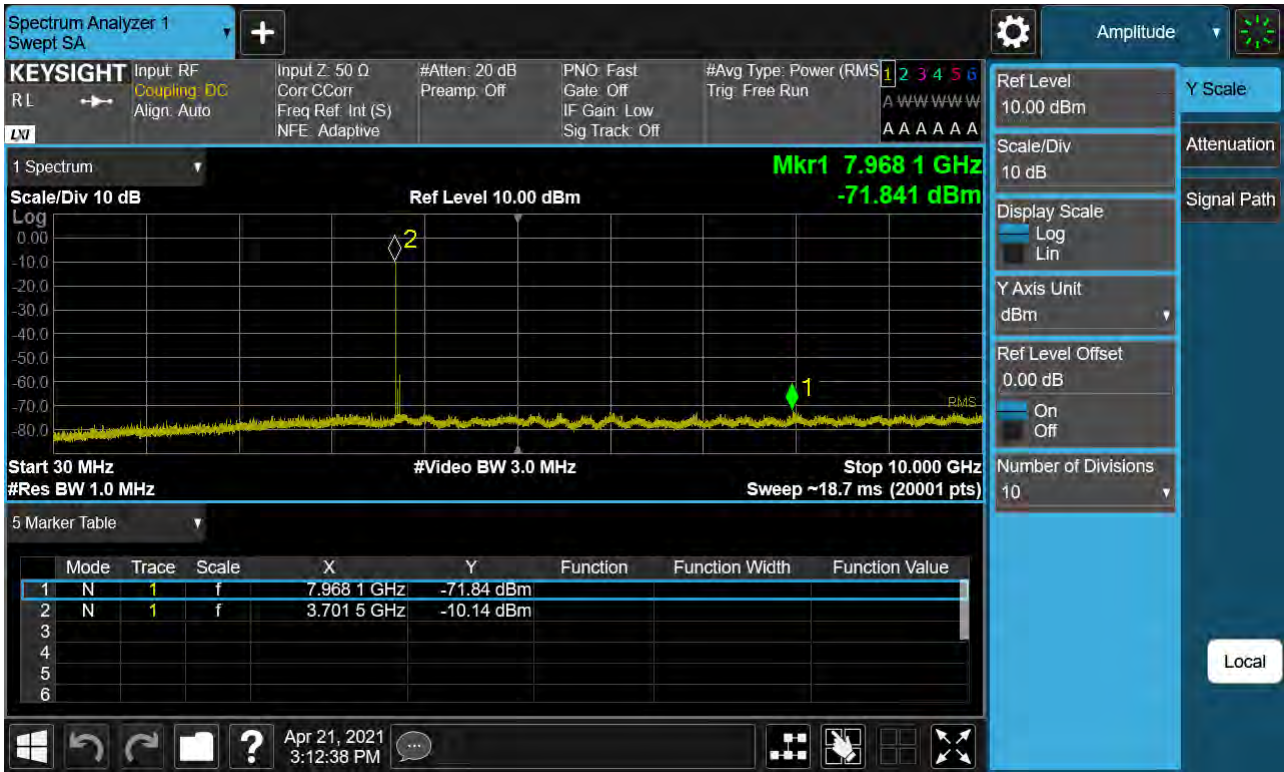 Spectrum Analyzer 1
Swept SA
+
Amplitude
KEYSIGHT
RL
LXI
Input: RF
Coupling: DC
Align: Auto
Input Z: 50 Ω
Corr CCorr
Freq Ref: Int (S)
NFE: Adaptive
#Atten: 20 dB
Preamp: Off
PNO: Fast
Gate: Off
IF Gain: Low
Sig Track: Off
#Avg Type: Power (RMS
Trig: Free Run
1 2 3 4 5 6
A W W W W W
A A A A A A
1 Spectrum
Mkr1 7.968 1 GHz
-71.841 dBm
Scale/Div 10 dB
Ref Level 10.00 dBm
Log
0.00
-10.0
-20.0
-30.0
-40.0
-50.0
-60.0
-70.0
-80.0
2
1
RMS
Start 30 MHz
#Video BW 3.0 MHz
Stop 10.000 GHz
#Res BW 1.0 MHz
Sweep ~18.7 ms (20001 pts)
5 Marker Table
Mode Trace Scale X Y Function Function Width Function Value
1 N 1 f 7.968 1 GHz -71.84 dBm
2 N 1 f 3.701 5 GHz -10.14 dBm
3
4
5
6
Ref Level
10.00 dBm
Scale/Div
10 dB
Display Scale
Log
Lin
Y Axis Unit
dBm
Ref Level Offset
0.00 dB
On
Off
Number of Divisions
10
Y Scale
Attenuation
Signal Path
Local
?
Apr 21, 2021
3:12:38 PM